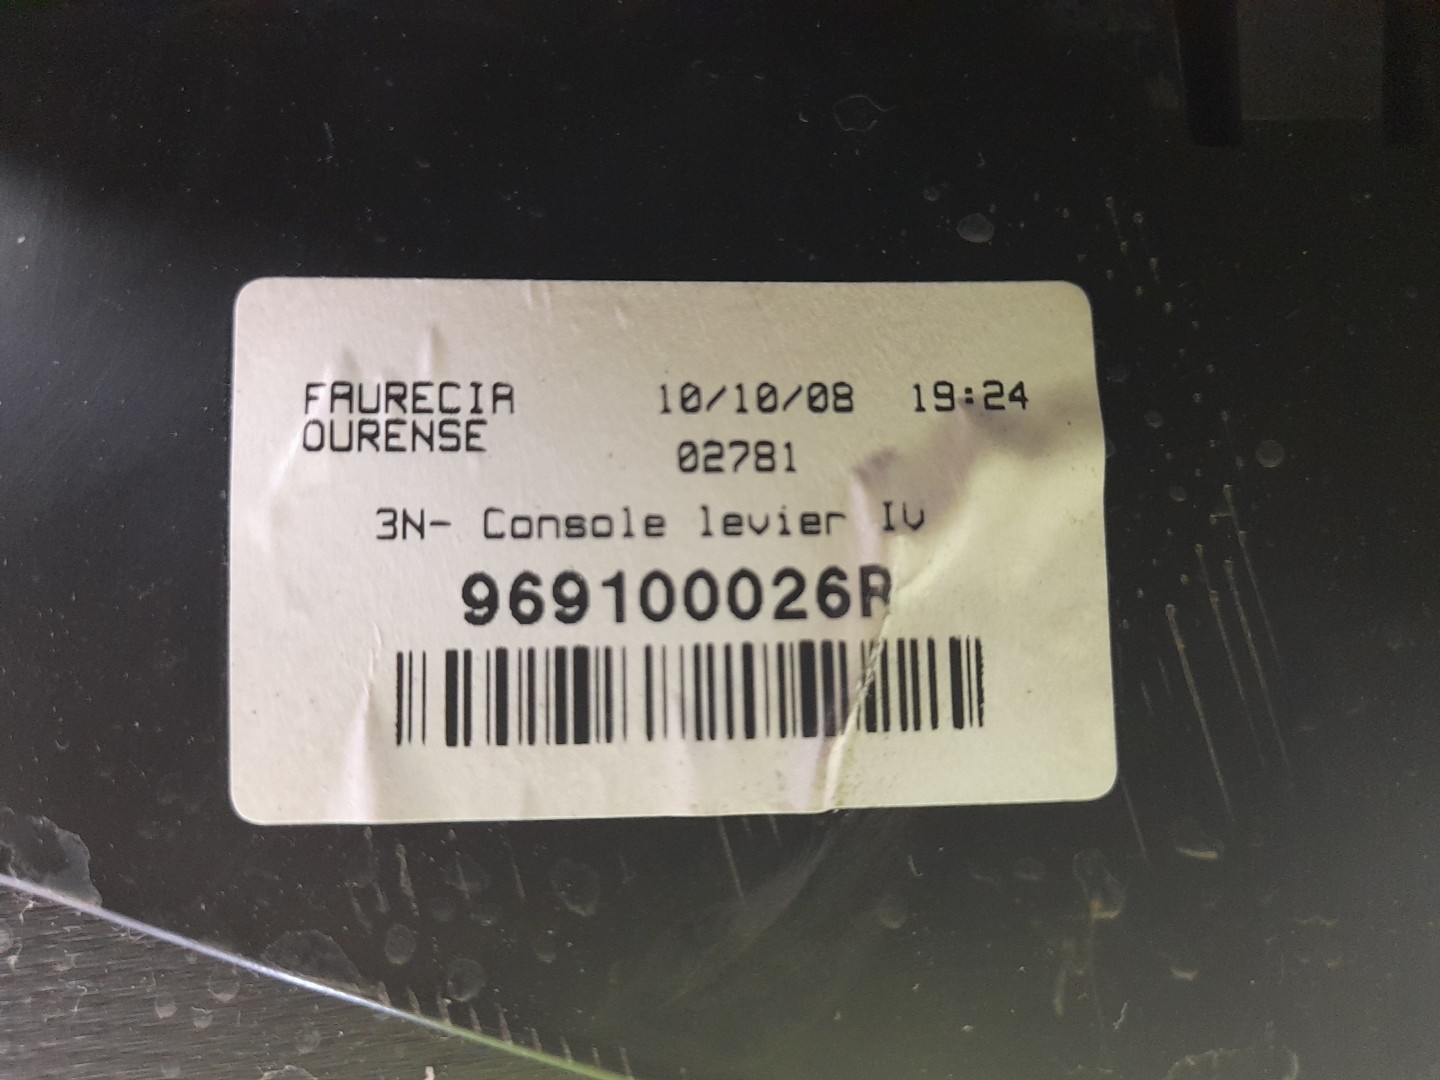 FAURECIA 10/10/08 19:24
OURENSE 02781
3N- Console levier IV
969100026R